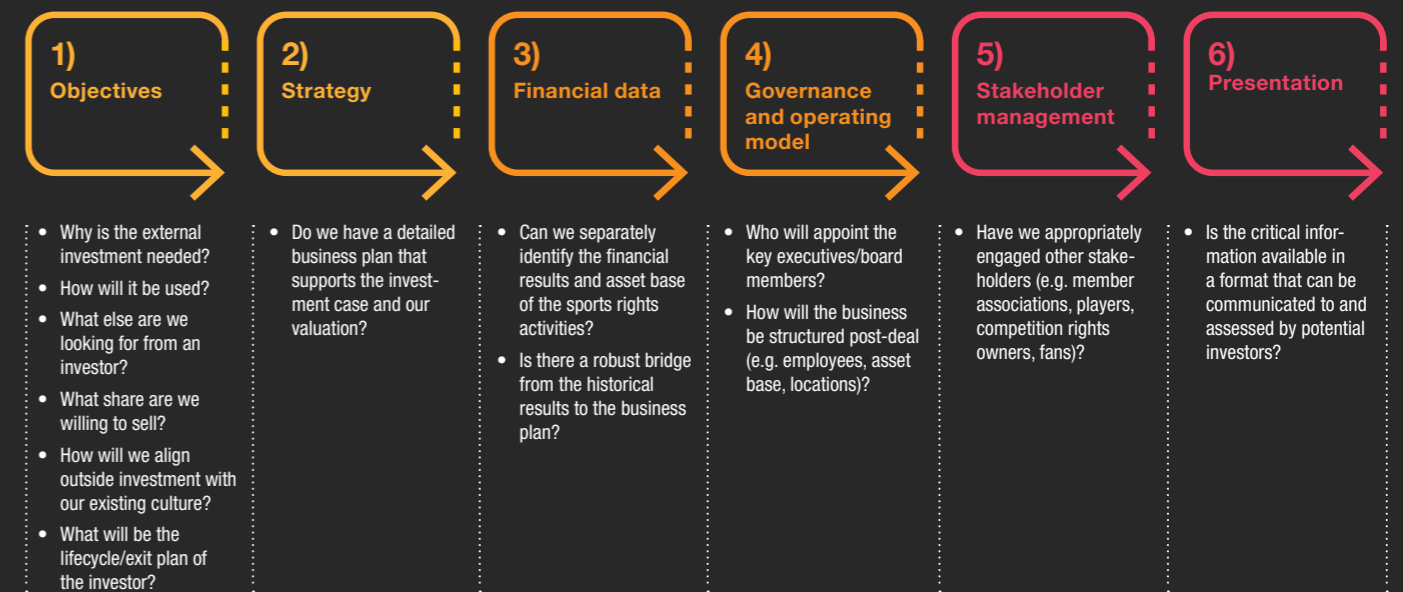 1)
Objectives
• Why is the external
investment needed?
• How will it be used?
• What else are we
looking for from an
investor?
• What share are we
willing to sell?
• How will we align
outside investment with
our existing culture?
• What will be the
lifecycle/exit plan of
the investor?
2)
Strategy
• Do we have a detailed
business plan that
supports the invest-
ment case and our
valuation?
3)
Financial data
• Can we separately
identify the financial
results and asset base
of the sports rights
activities?
• Is there a robust bridge
from the historical
results to the business
plan?
4)
Governance
and operating
model
• Who will appoint the
key executives/board
members?
• How will the business
be structured post-deal
(e.g. employees, asset
base, locations)?
5)
Stakeholder
management
• Have we appropriately
engaged other stake-
holders (e.g. member
associations, players,
competition rights
owners, fans)?
6)
Presentation
• Is the critical infor-
mation available in
a format that can be
communicated to and
assessed by potential
investors?